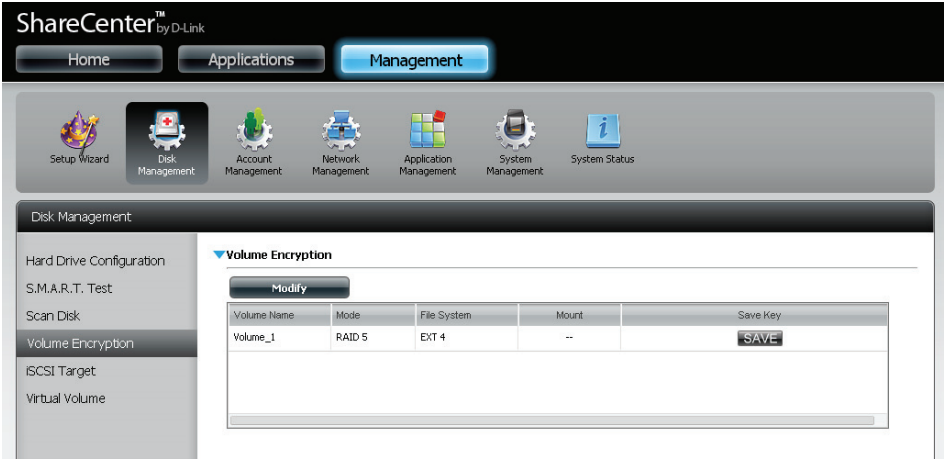 ShareCenter™ by D-Link
Home Applications Management
Setup Wizard Disk Management Account Management Network Management Application Management System Management System Status
Disk Management
Hard Drive Configuration
S.M.A.R.T. Test
Scan Disk
Volume Encryption
iSCSI Target
Virtual Volume
Volume Encryption
Modify
Volume Name Mode File System Mount Save Key
Volume_1 RAID 5 EXT 4 -- SAVE